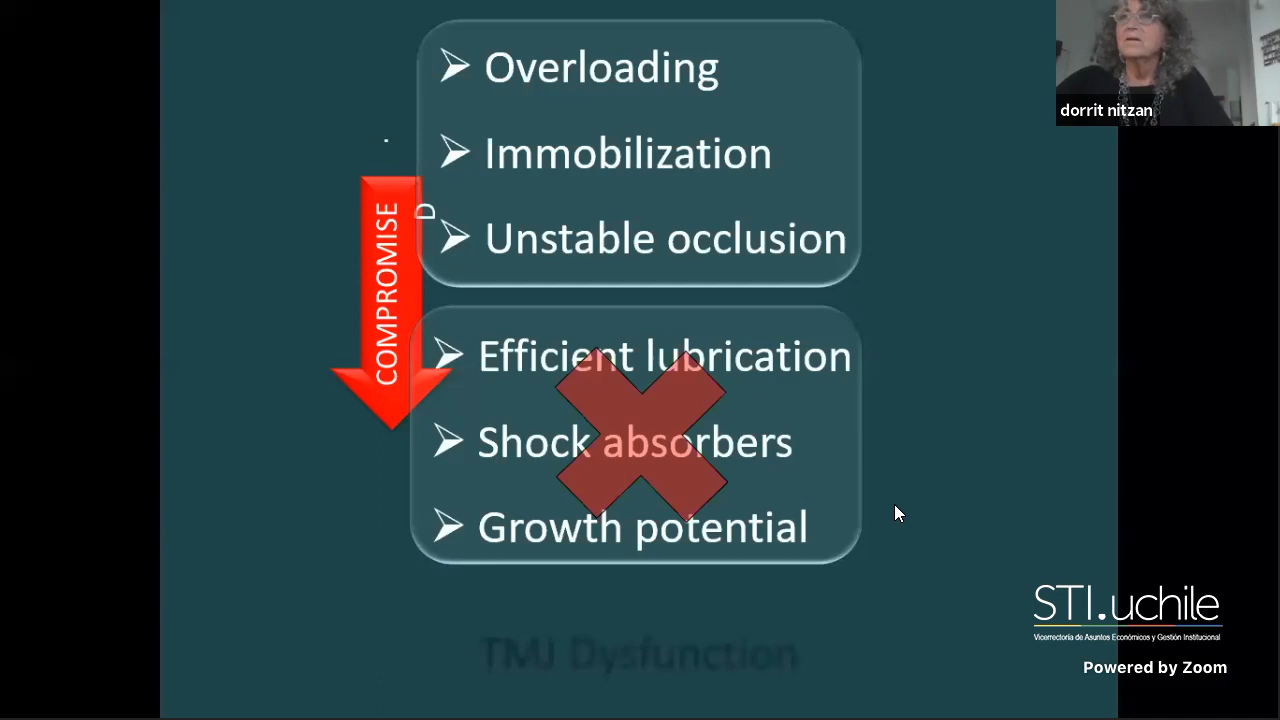 Overloading
Immobilization
Unstable occlusion
COMPROMISE
D
Efficient lubrication
Shock absorbers
Growth potential
TMJ Dysfunction
dorrit nitzan
STI.uchile
Vicerrectoría de Asuntos Económicos y Gestión Institucional
Powered by Zoom